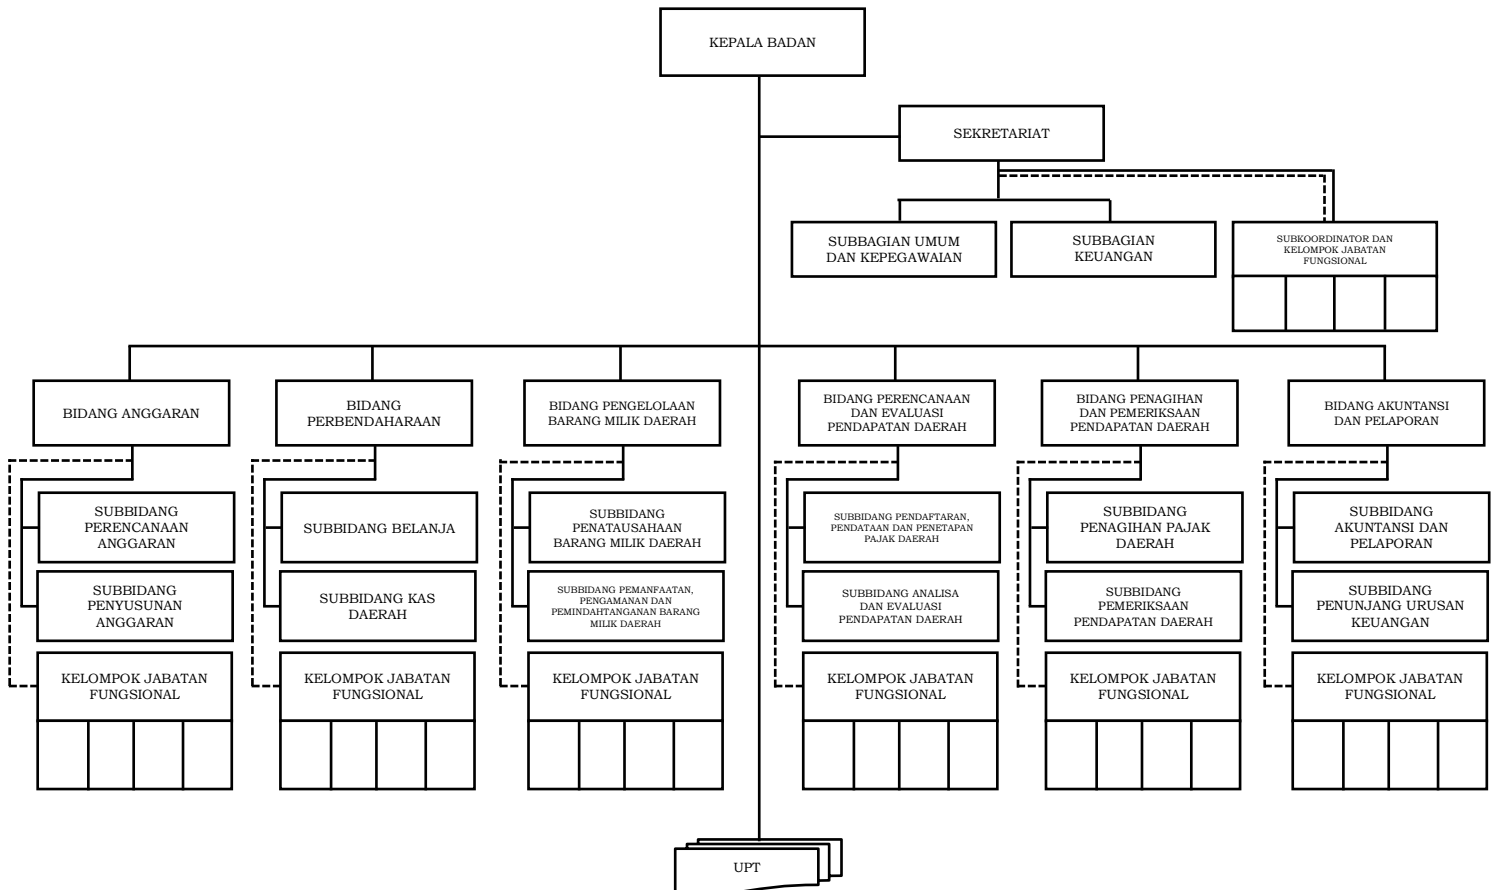 KEPALA BADAN
SEKRETARIAT
SUBBAGIAN UMUM
DAN KEPEGAWAIAN
SUBBAGIAN
KEUANGAN
SUBKOORDINATOR DAN
KELOMPOK JABATAN
FUNGSIONAL
BIDANG ANGGARAN
BIDANG
PERBENDAHARAAN
BIDANG PENGELOLAAN
BARANG MILIK DAERAH
BIDANG PERENCANAAN
DAN EVALUASI
PENDAPATAN DAERAH
BIDANG PENAGIHAN
DAN PEMERIKSAAN
PENDAPATAN DAERAH
BIDANG AKUNTANSI
DAN PELAPORAN
SUBBIDANG
PERENCANAAN
ANGGARAN
SUBBIDANG BELANJA
SUBBIDANG
PENATAUSAHAAN
BARANG MILIK DAERAH
SUBBIDANG PENDAFTARAN,
PENDATAAN DAN PENETAPAN
PAJAK DAERAH
SUBBIDANG
PENAGIHAN PAJAK
DAERAH
SUBBIDANG
AKUNTANSI DAN
PELAPORAN
SUBBIDANG
PENYUSUNAN
ANGGARAN
SUBBIDANG KAS
DAERAH
SUBBIDANG PEMANFAATAN,
PENGAMANAN DAN
PEMINDAHTANGANAN BARANG
MILIK DAERAH
SUBBIDANG ANALISA
DAN EVALUASI
PENDAPATAN DAERAH
SUBBIDANG
PEMERIKSAAN
PENDAPATAN DAERAH
SUBBIDANG
PENUNJANG URUSAN
KEUANGAN
KELOMPOK JABATAN
FUNGSIONAL
KELOMPOK JABATAN
FUNGSIONAL
KELOMPOK JABATAN
FUNGSIONAL
KELOMPOK JABATAN
FUNGSIONAL
KELOMPOK JABATAN
FUNGSIONAL
KELOMPOK JABATAN
FUNGSIONAL
UPT